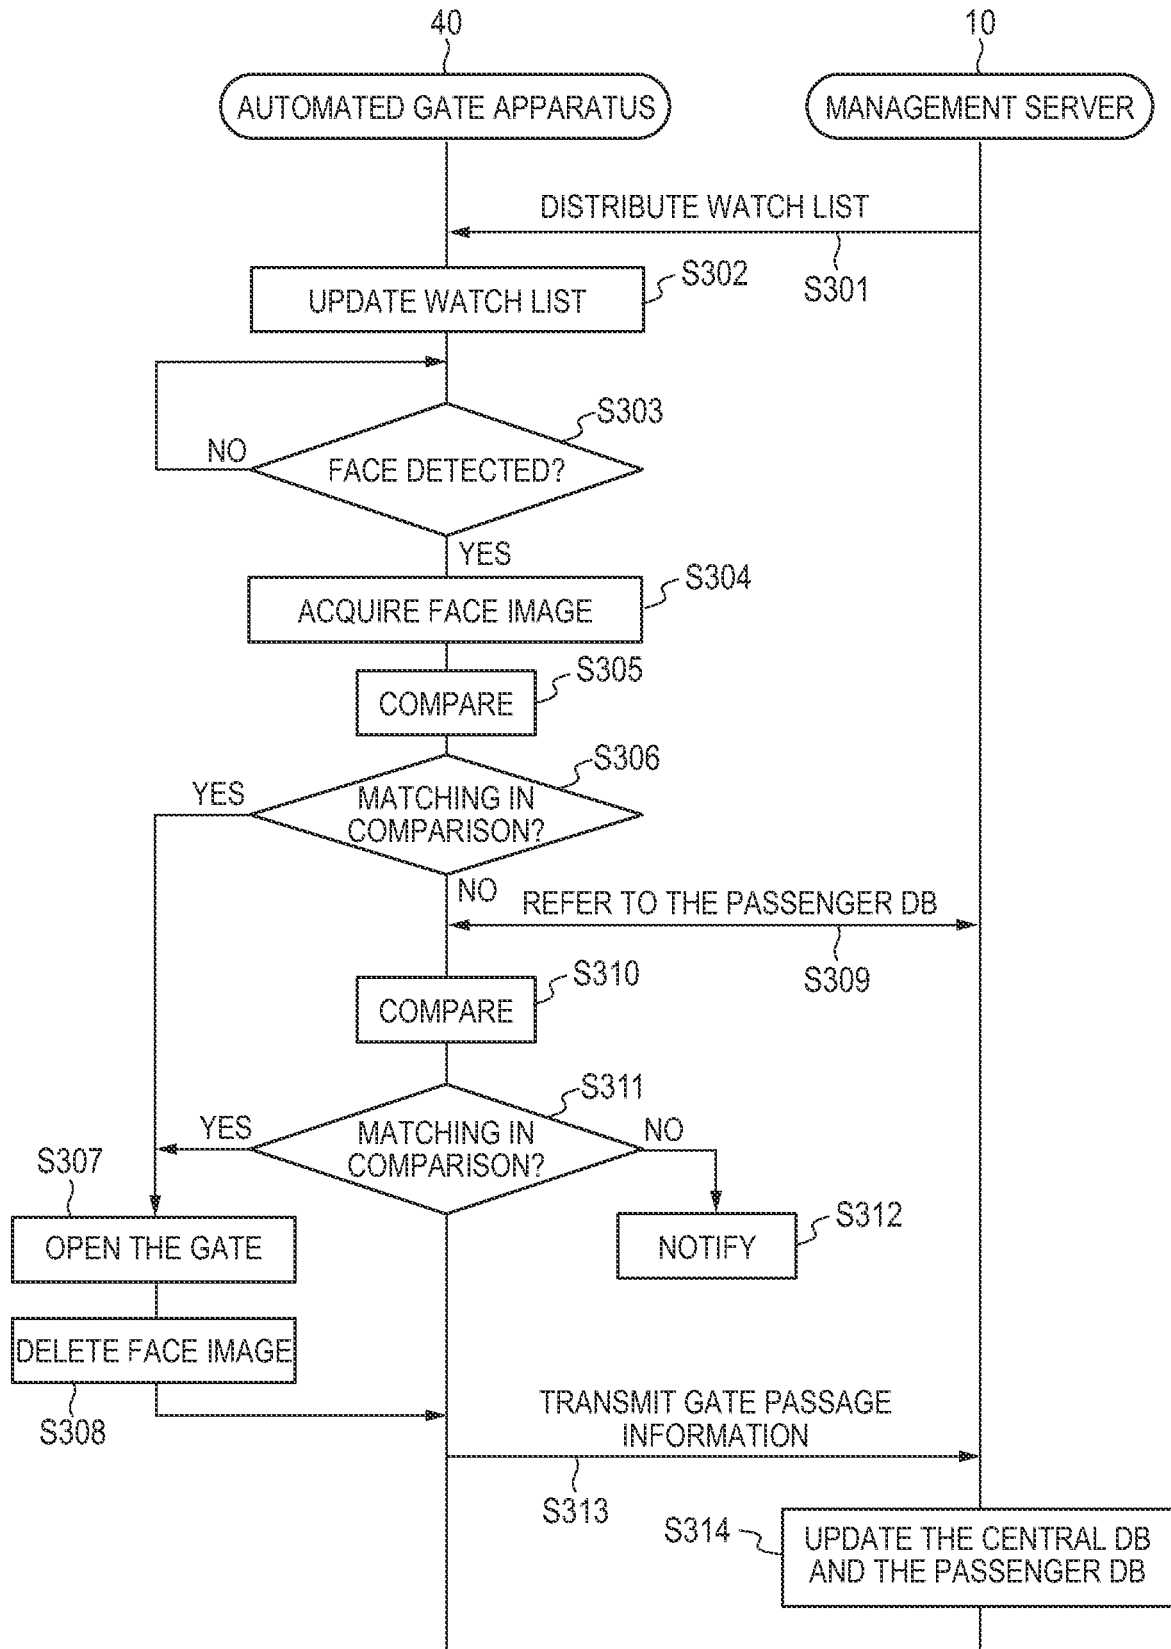 40
10
AUTOMATED GATE APPARATUS
MANAGEMENT SERVER
DISTRIBUTE WATCH LIST
S301
S302
UPDATE WATCH LIST
S303
NO
FACE DETECTED?
YES
S304
ACQUIRE FACE IMAGE
S305
COMPARE
S306
YES
MATCHING IN
COMPARISON?
NO
REFER TO THE PASSENGER DB
S309
S310
COMPARE
S311
YES
MATCHING IN
COMPARISON?
NO
S307
OPEN THE GATE
S312
NOTIFY
DELETE FACE IMAGE
S308
TRANSMIT GATE PASSAGE
INFORMATION
S313
S314
UPDATE THE CENTRAL DB
AND THE PASSENGER DB